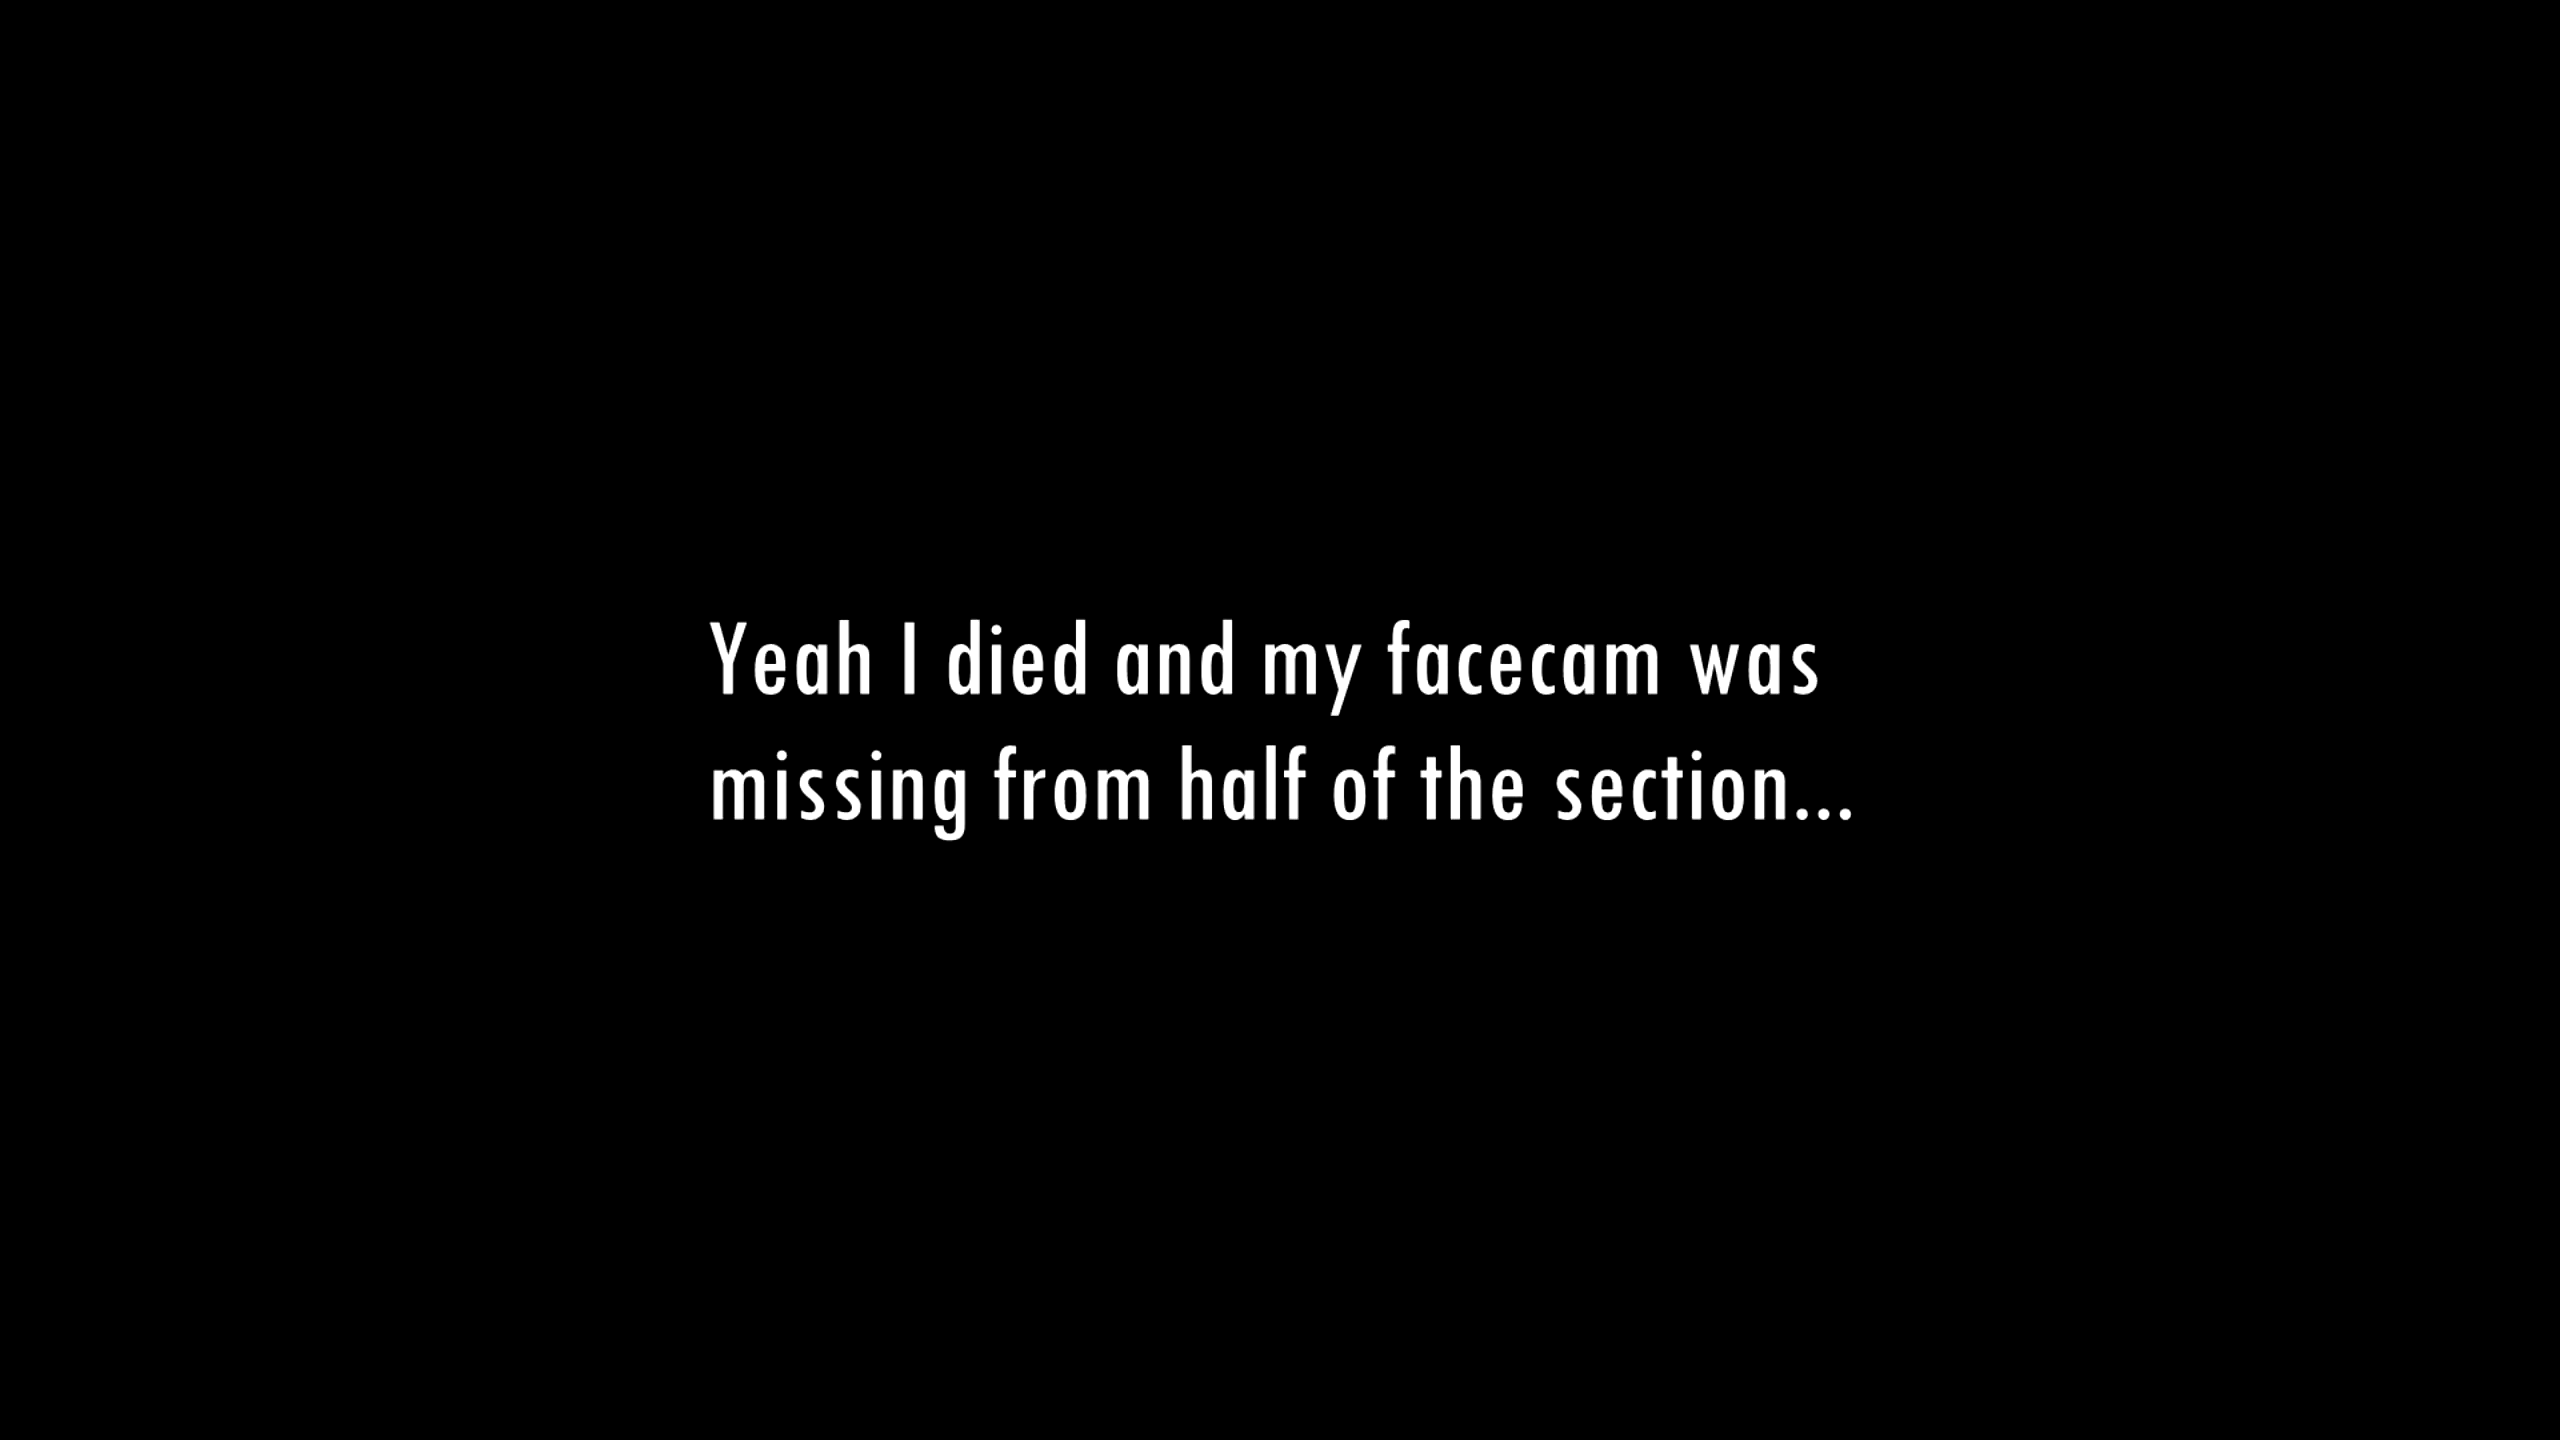 Yeah I died and my facecam was
missing from half of the section...